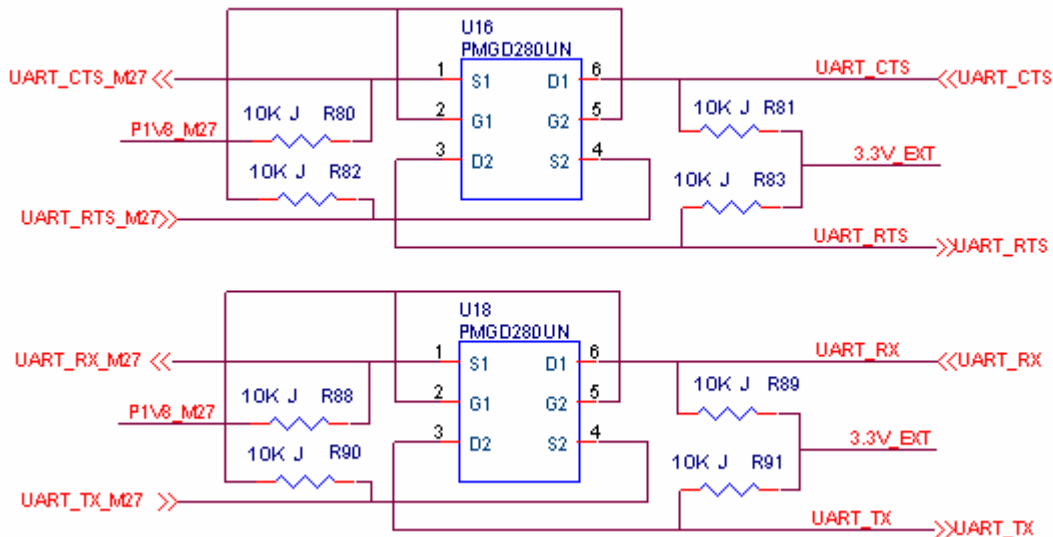 U16
PMGD280UN
UART_CTS_M27
1
S1
D1
6
UART_CTS
UART_CTS
10K J R80
2
G1
G2
5
10K J R81
P1V8_M27
3
D2
S2
4
3.3V_EXT
10K J R82
10K J R83
UART_RTS_M27
UART_RTS
UART_RTS
U18
PMGD280UN
UART_RX_M27
1
S1
D1
6
UART_RX
UART_RX
10K J R88
2
G1
G2
5
10K J R89
P1V8_M27
3
D2
S2
4
3.3V_EXT
10K J R90
10K J R91
UART_TX_M27
UART_TX
UART_TX